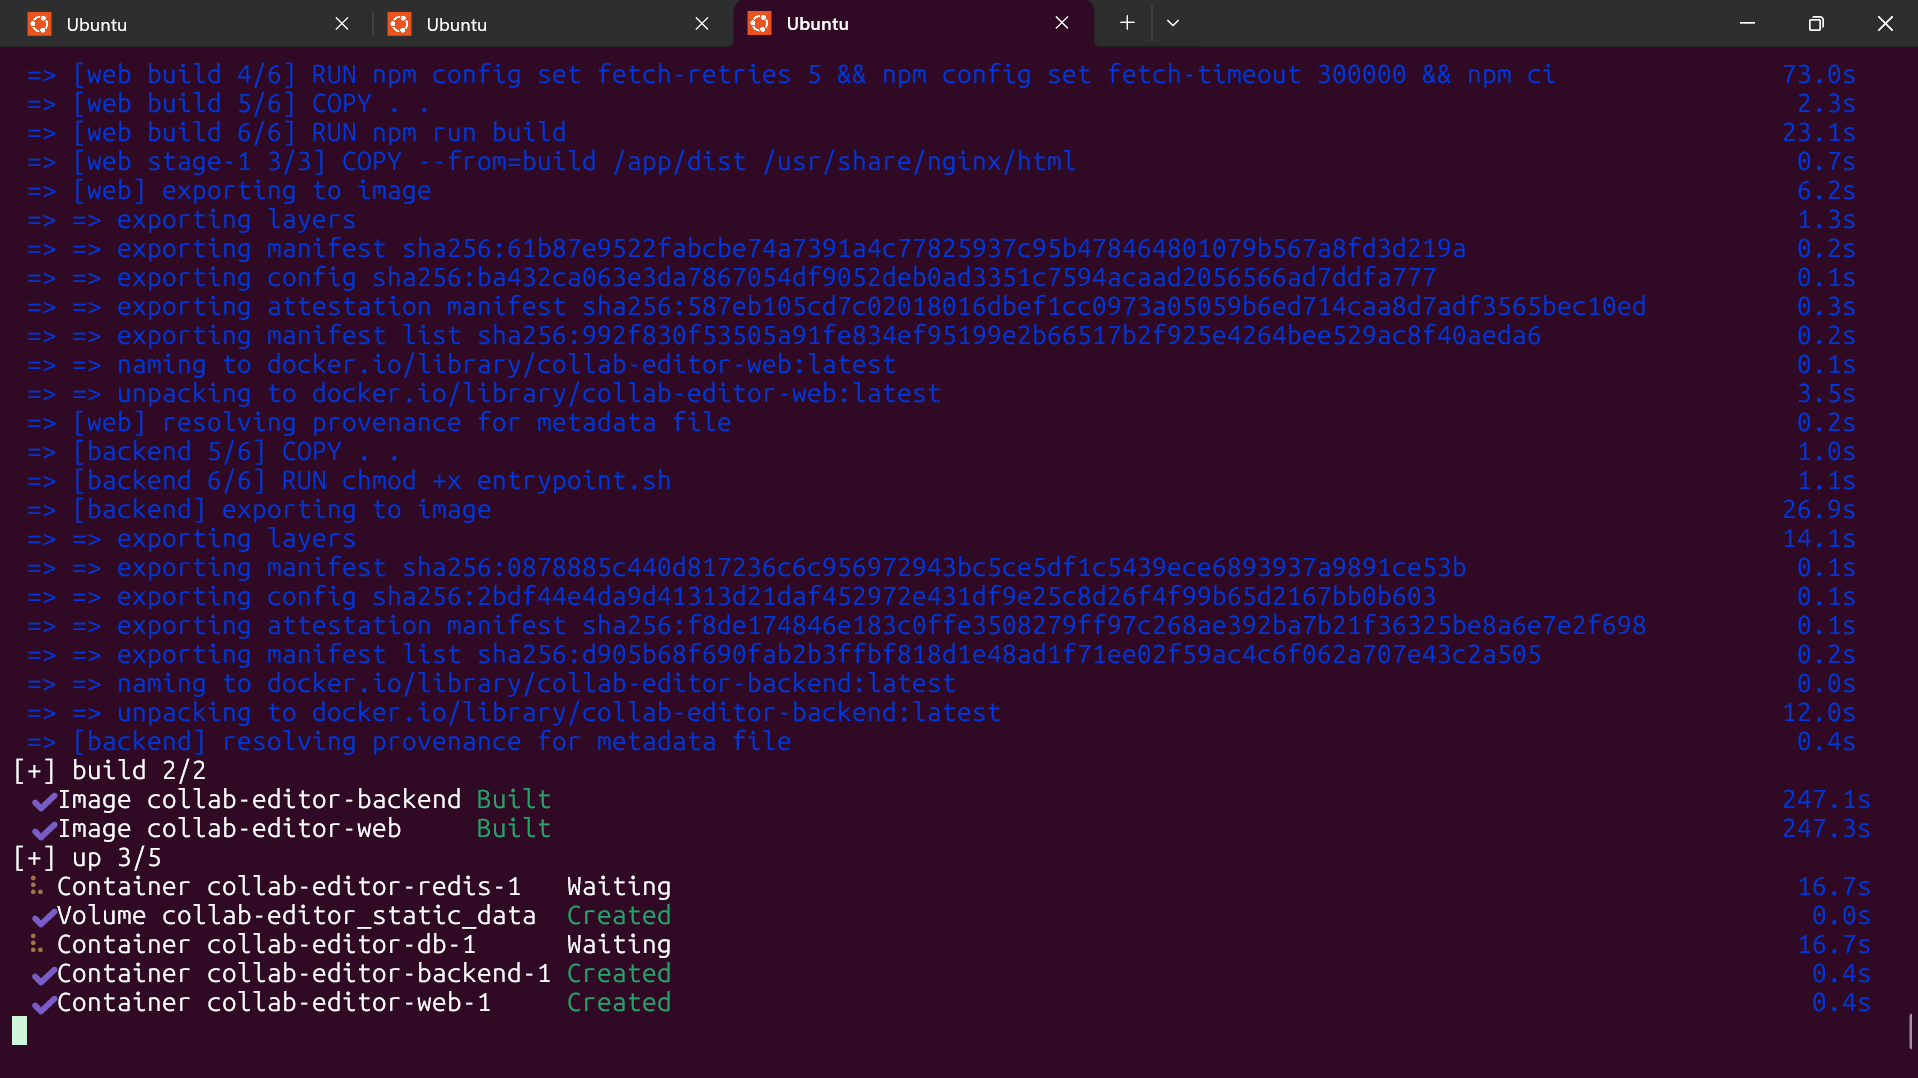 Ubuntu
Ubuntu
Ubuntu
=> [web build 4/6] RUN npm config set fetch-retries 5 && npm config set fetch-timeout 300000 && npm ci 73.0s
=> [web build 5/6] COPY . . 2.3s
=> [web build 6/6] RUN npm run build 23.1s
=> [web stage-1 3/3] COPY --from=build /app/dist /usr/share/nginx/html 0.7s
=> [web] exporting to image 6.2s
=> => exporting layers 1.3s
=> => exporting manifest sha256:61b87e9522fabcbe74a7391a4c77825937c95b478464801079b567a8fd3d219a 0.2s
=> => exporting config sha256:ba432ca063e3da7867054df9052deb0ad3351c7594acaad2056566ad7ddfa777 0.1s
=> => exporting attestation manifest sha256:587eb105cd7c02018016dbef1cc0973a05059b6ed714caa8d7adf3565bec10ed 0.3s
=> => exporting manifest list sha256:992f830f53505a91fe834ef95199e2b66517b2f925e4264bee529ac8f40aeda6 0.2s
=> => naming to docker.io/library/collab-editor-web:latest 0.1s
=> => unpacking to docker.io/library/collab-editor-web:latest 3.5s
=> [web] resolving provenance for metadata file 0.2s
=> [backend 5/6] COPY . . 1.0s
=> [backend 6/6] RUN chmod +x entrypoint.sh 1.1s
=> [backend] exporting to image 26.9s
=> => exporting layers 14.1s
=> => exporting manifest sha256:0878885c440d817236c6c956972943bc5ce5df1c5439ece6893937a9891ce53b 0.1s
=> => exporting config sha256:2bdf44e4da9d41313d21daf452972e431df9e25c8d26f4f99b65d2167bb0b603 0.1s
=> => exporting attestation manifest sha256:f8de174846e183c0ffe3508279ff97c268ae392ba7b21f36325be8a6e7e2f698 0.1s
=> => exporting manifest list sha256:d905b68f690fab2b3ffbf818d1e48ad1f71ee02f59ac4c6f062a707e43c2a505 0.2s
=> => naming to docker.io/library/collab-editor-backend:latest 0.0s
=> => unpacking to docker.io/library/collab-editor-backend:latest 12.0s
=> [backend] resolving provenance for metadata file 0.4s
[+] build 2/2
✔Image collab-editor-backend Built 247.1s
✔Image collab-editor-web Built 247.3s
[+] up 3/5
Container collab-editor-redis-1 Waiting 16.7s
✔Volume collab-editor_static_data Created 0.0s
Container collab-editor-db-1 Waiting 16.7s
✔Container collab-editor-backend-1 Created 0.4s
✔Container collab-editor-web-1 Created 0.4s